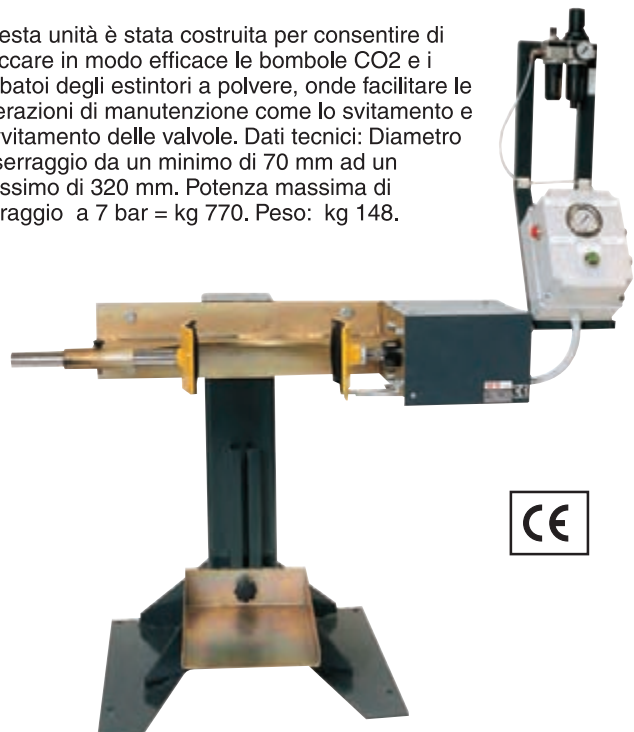 esta unità è stata costruita per consentire di
ccare in modo efficace le bombole CO2 e i
batoi degli estintori a polvere, onde facilitare le
erazioni di manutenzione come lo svitamento e
vvitamento delle valvole. Dati tecnici: Diametro
serraggio da un minimo di 70 mm ad un
ssimo di 320 mm. Potenza massima di
raggio a 7 bar = kg 770. Peso: kg 148.
CE